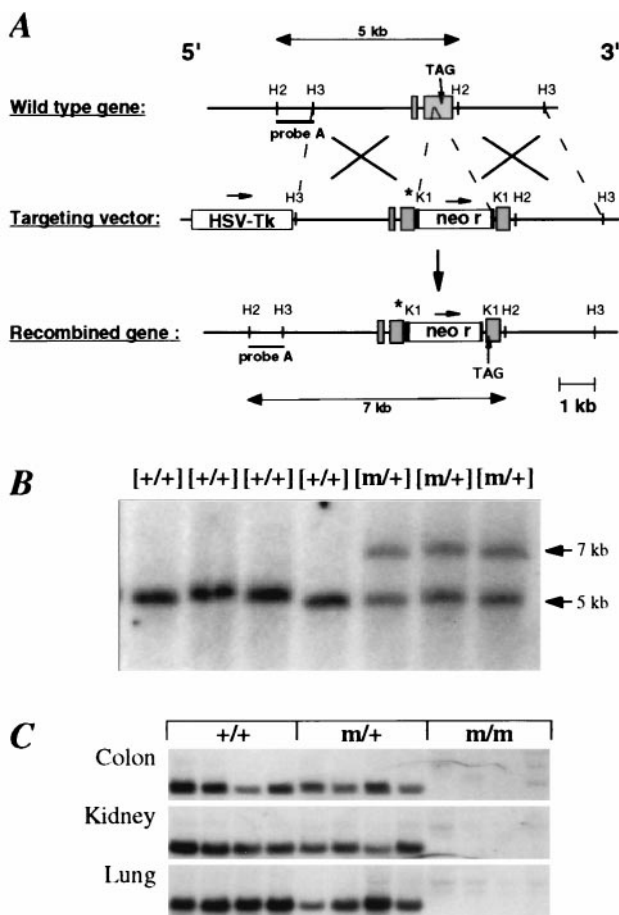 A
5 kb
5'
3'
TAG
H2 H3 H2 H3
Wild type gene:
probe A
H3 * K1 K1 H2 H3
Targeting vector:
HSV-Tk neo r
H2 H3 * K1 K1 H2 H3
Recombined gene :
neo r
probe A
TAG
7 kb
1 kb
B
[+/+] [+/+] [+/+] [+/+] [m/+] [m/+] [m/+]
7 kb
5 kb
C
+/+ m/+ m/m
Colon
Kidney
Lung